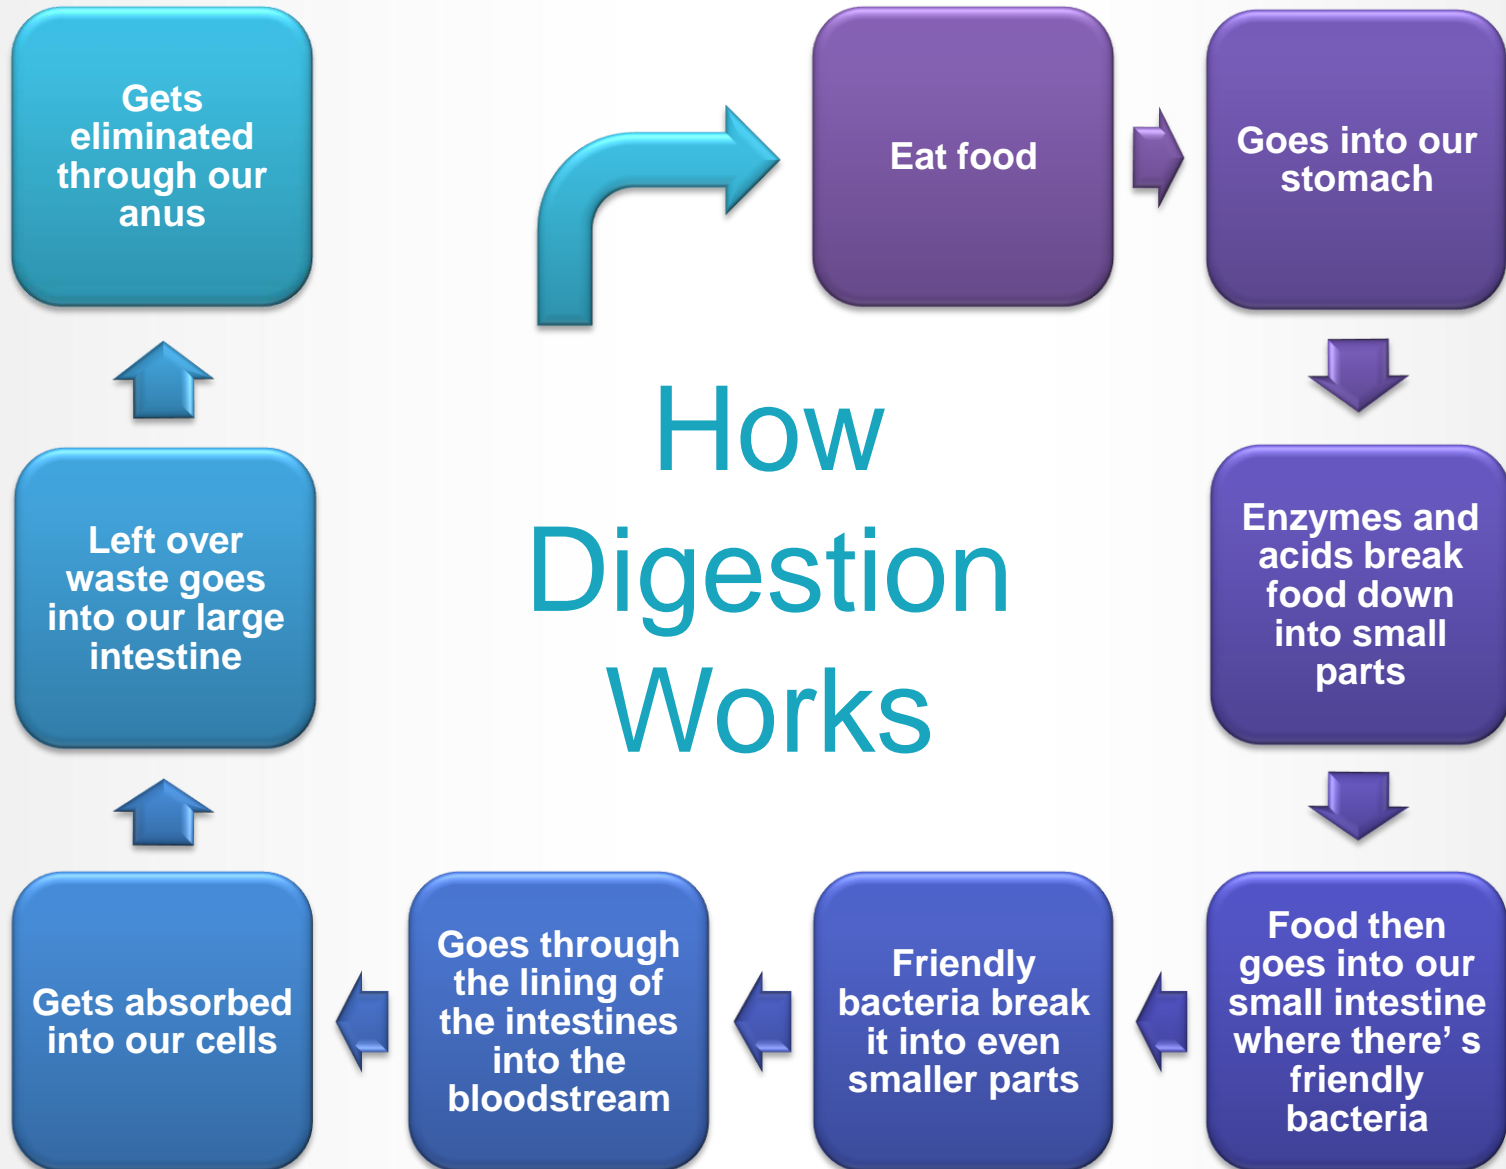 How
Digestion
Works
Eat food
Goes into our
stomach
Enzymes and
acids break
food down
into small
parts
Food then
goes into our
small intestine
where there’ s
friendly
bacteria
Friendly
bacteria break
it into even
smaller parts
Goes through
the lining of
the intestines
into the
bloodstream
Gets absorbed
into our cells
Left over
waste goes
into our large
intestine
Gets
eliminated
through our
anus